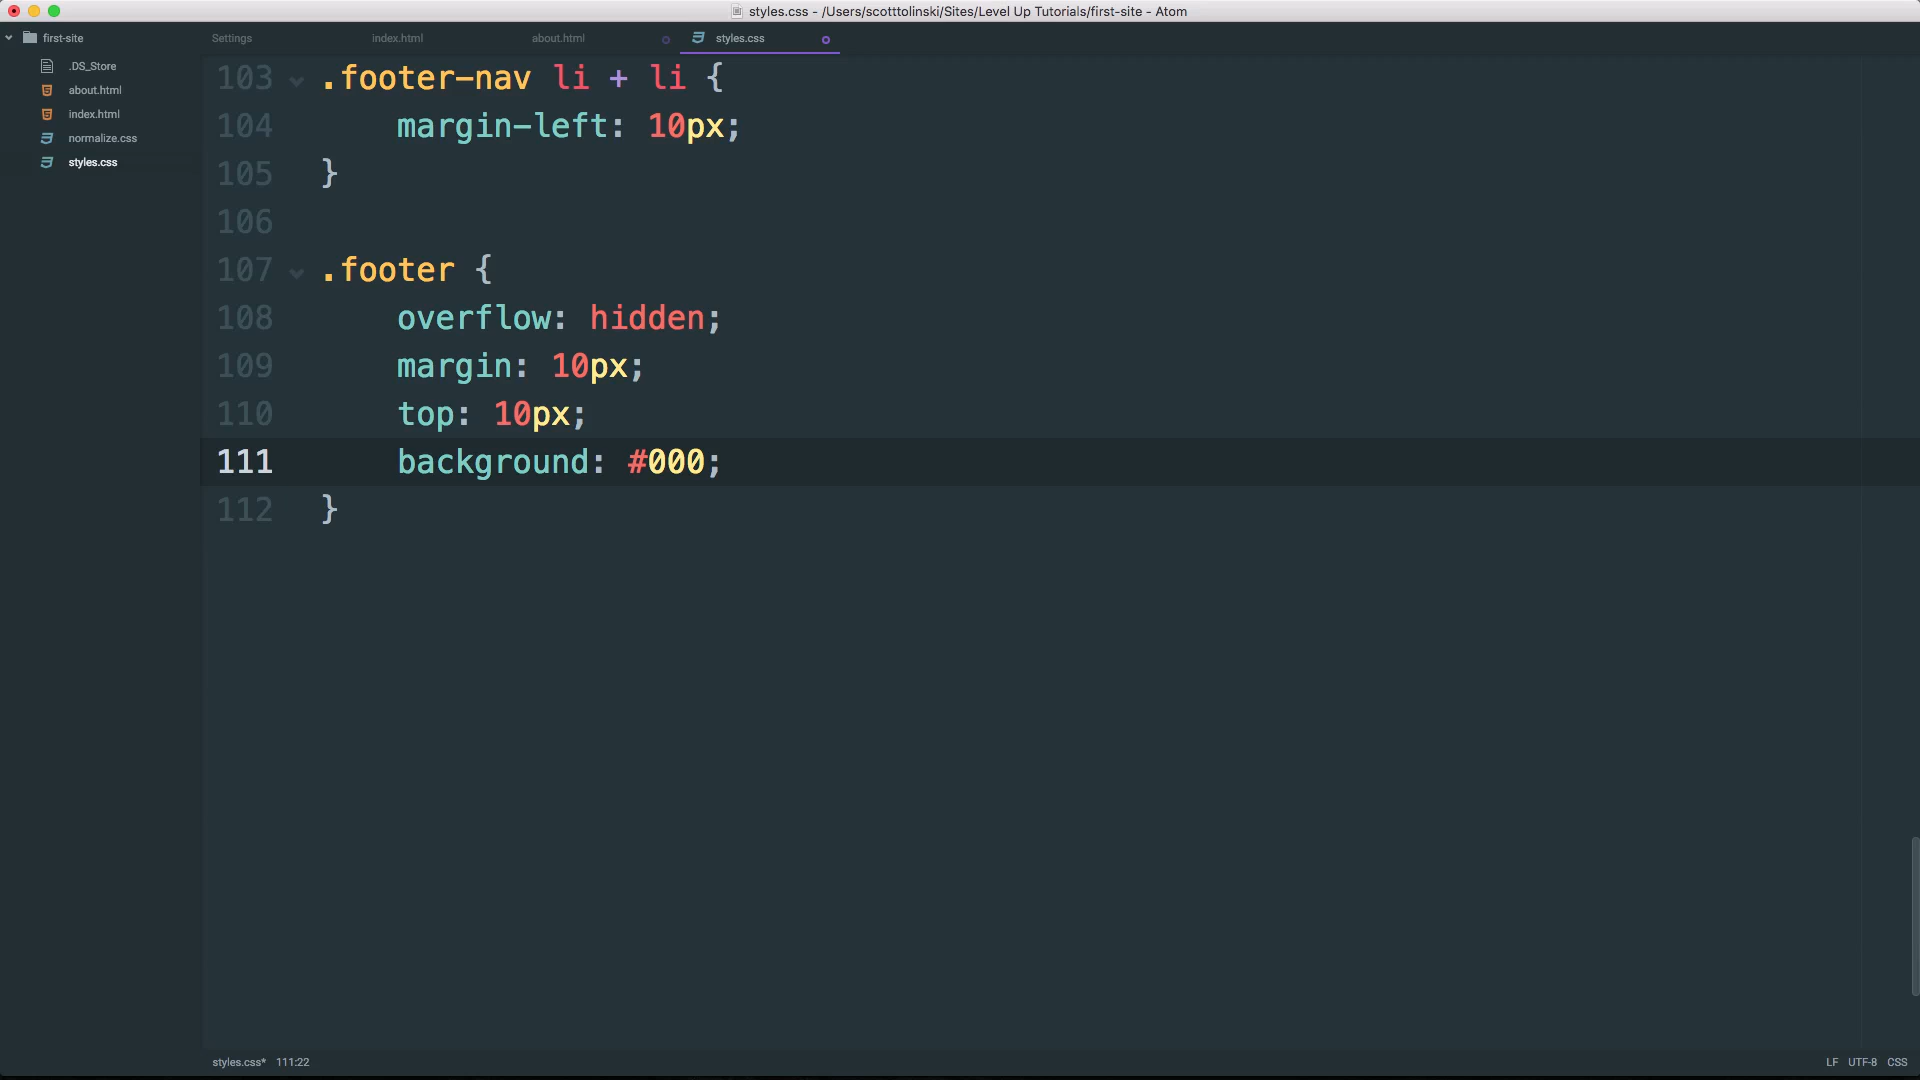 styles.css - /Users/scotttolinski/Sites/Level Up Tutorials/first-site - Atom
first-site
.DS_Store
about.html
index.html
normalize.css
styles.css
Settings
index.html
about.html
styles.css
103 .footer-nav li + li {
104 margin-left: 10px;
105 }
106
107 .footer {
108 overflow: hidden;
109 margin: 10px;
110 top: 10px;
111 background: #000;
112 }
styles.css* 111:22
LF UTF-8 CSS